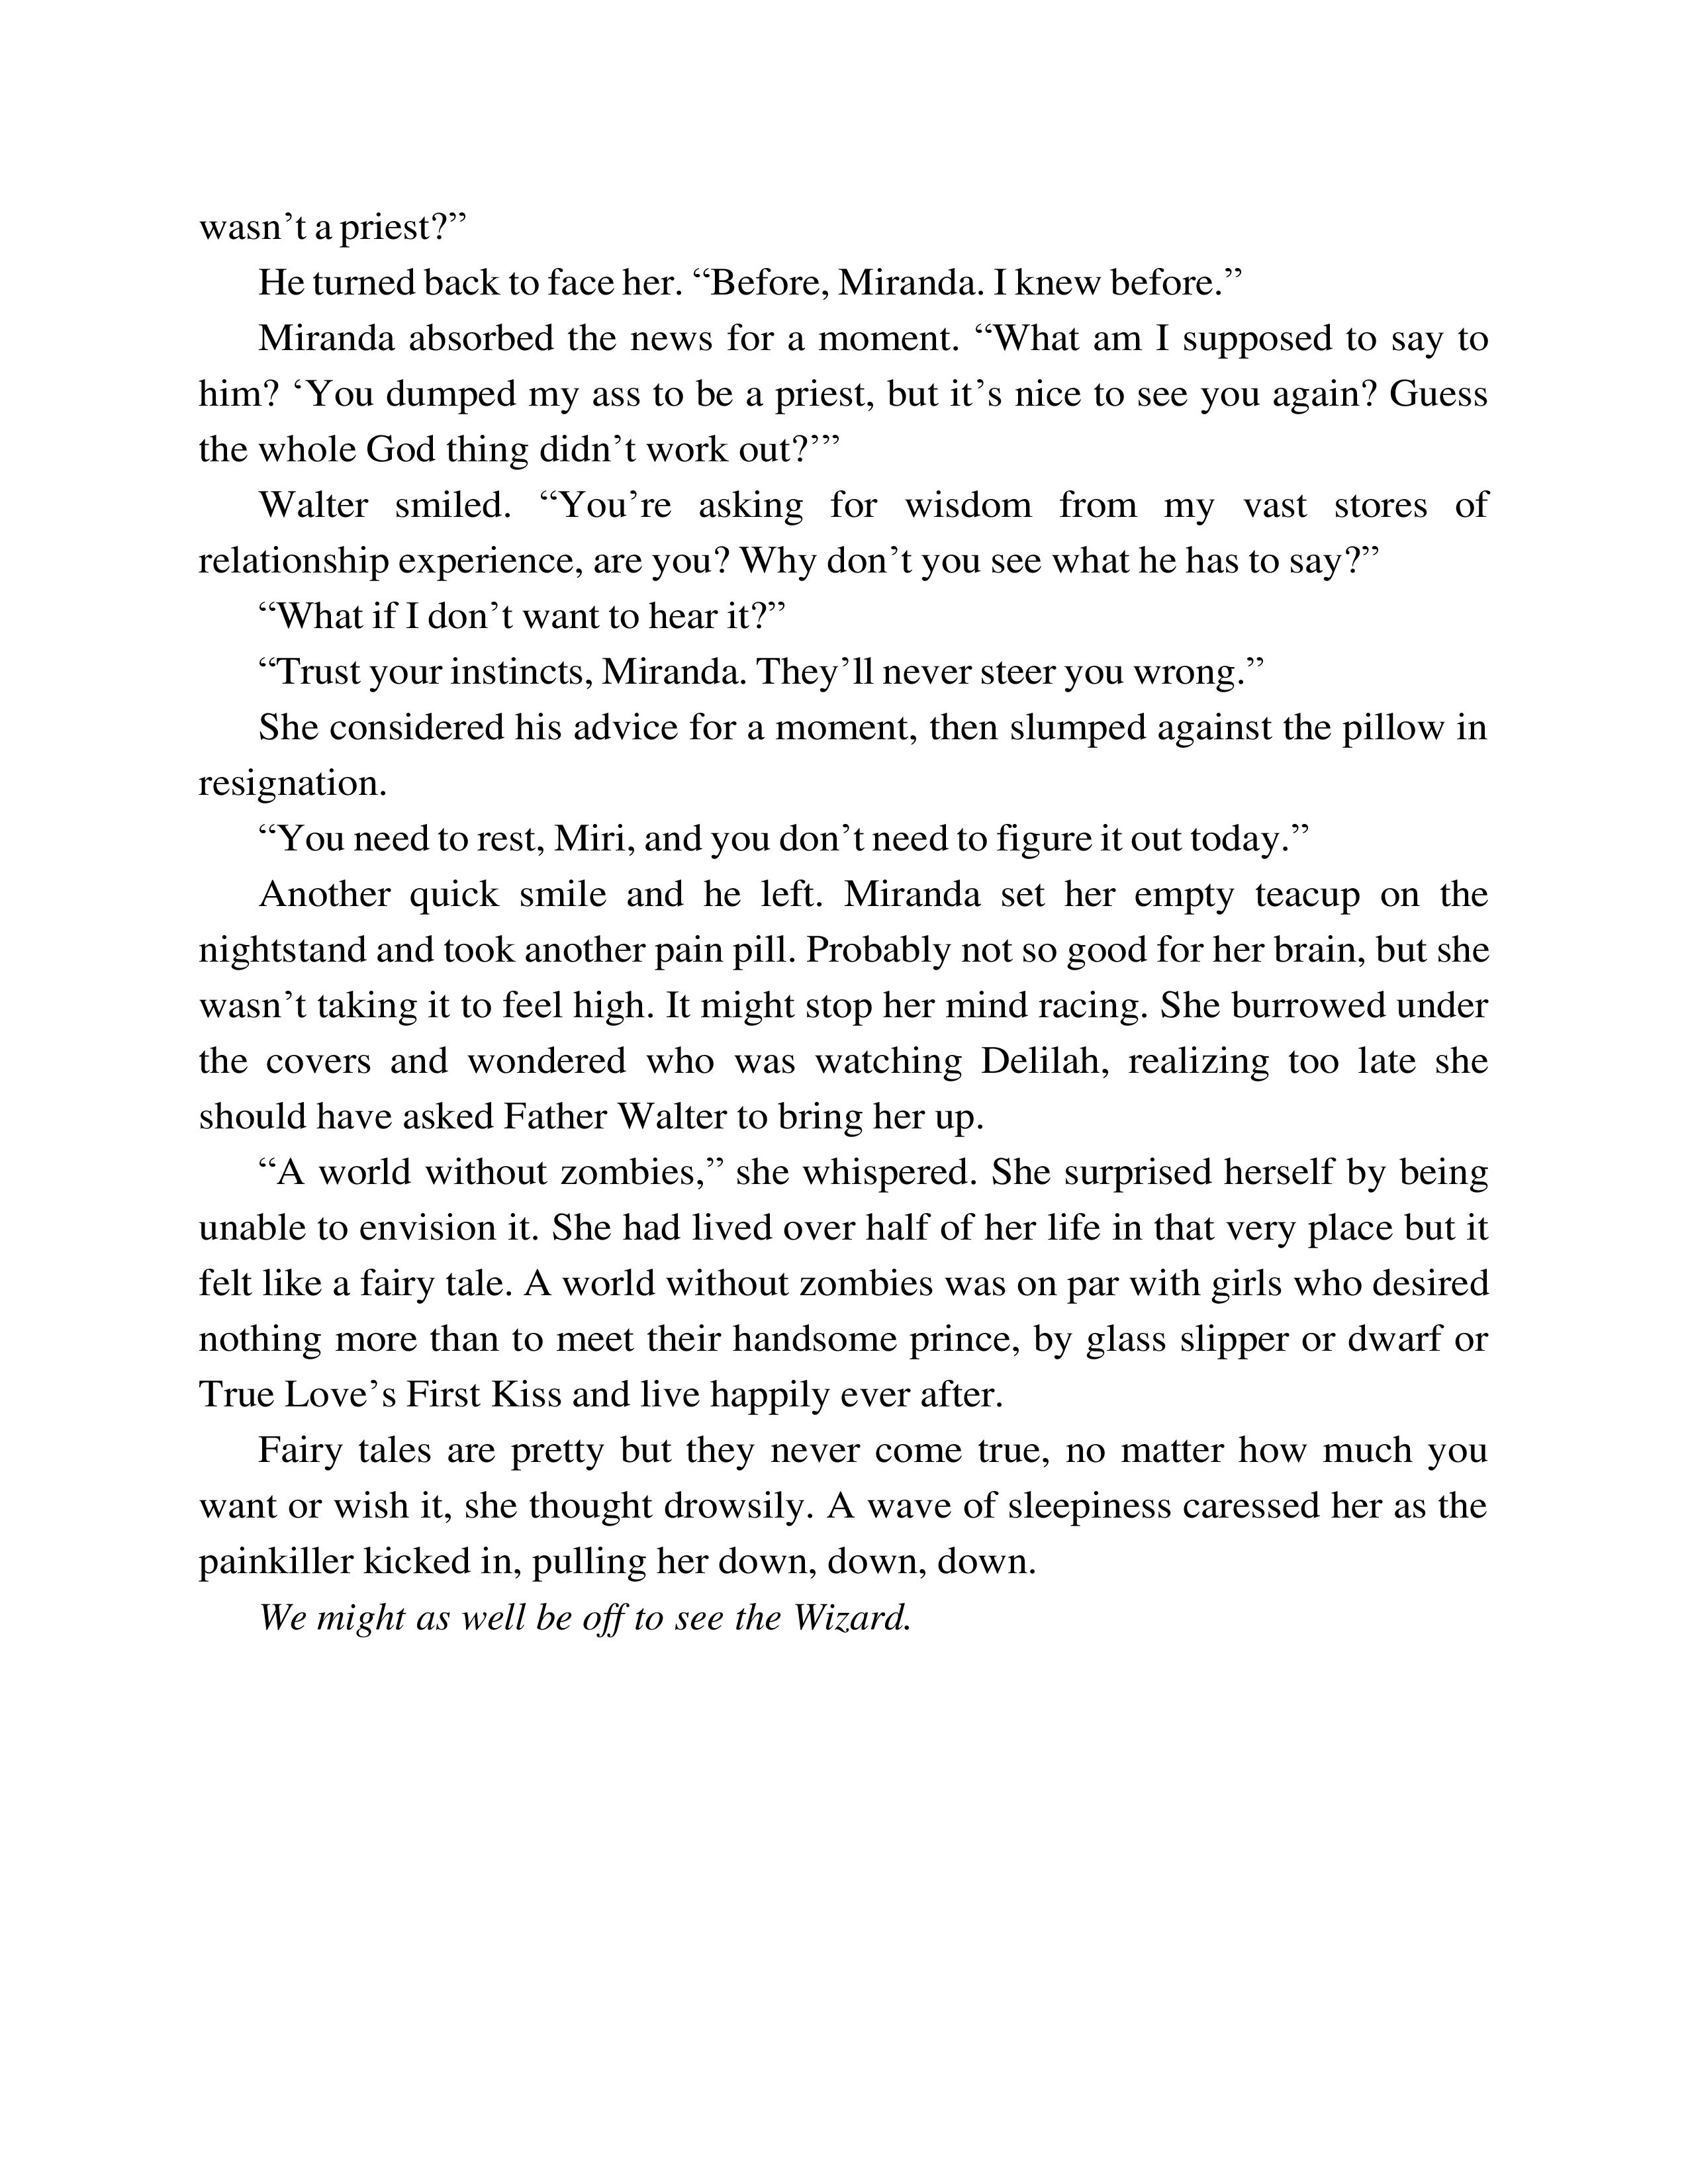 wasn’t a priest?”
He turned back to face her. “Before, Miranda. I knew before.”
Miranda absorbed the news for a moment. “What am I supposed to say to
him? ‘You dumped my ass to be a priest, but it’s nice to see you again? Guess
the whole God thing didn’t work out?’”
Walter smiled. “You’re asking for wisdom from my vast stores of
relationship experience, are you? Why don’t you see what he has to say?”
“What if I don’t want to hear it?”
“Trust your instincts, Miranda. They’ll never steer you wrong.”
She considered his advice for a moment, then slumped against the pillow in
resignation.
“You need to rest, Miri, and you don’t need to figure it out today.”
Another quick smile and he left. Miranda set her empty teacup on the
nightstand and took another pain pill. Probably not so good for her brain, but she
wasn’t taking it to feel high. It might stop her mind racing. She burrowed under
the covers and wondered who was watching Delilah, realizing too late she
should have asked Father Walter to bring her up.
“A world without zombies,” she whispered. She surprised herself by being
unable to envision it. She had lived over half of her life in that very place but it
felt like a fairy tale. A world without zombies was on par with girls who desired
nothing more than to meet their handsome prince, by glass slipper or dwarf or
True Love’s First Kiss and live happily ever after.
Fairy tales are pretty but they never come true, no matter how much you
want or wish it, she thought drowsily. A wave of sleepiness caressed her as the
painkiller kicked in, pulling her down, down, down.
We might as well be off to see the Wizard.